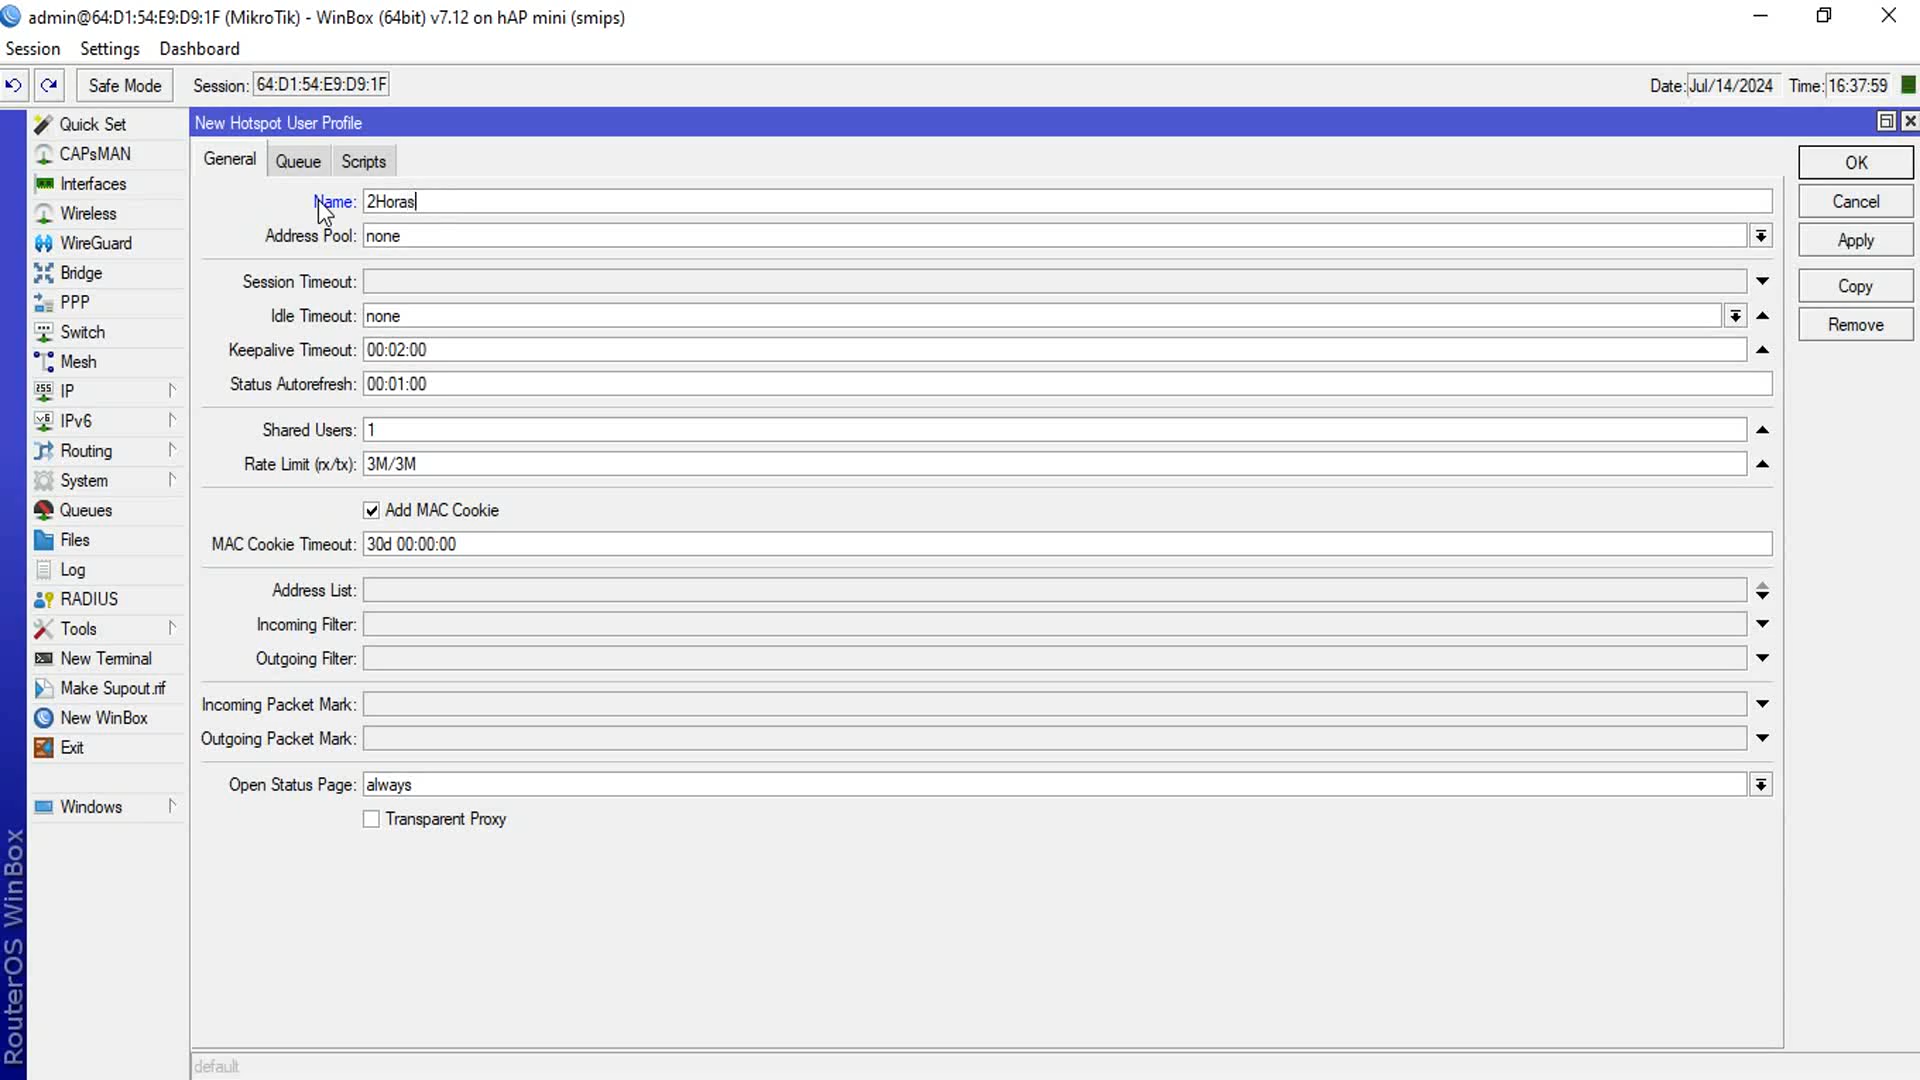 admin@64:D1:54:E9:D9:1F (MikroTik) - WinBox (64bit) v7.12 on hAP mini (smips)
Session Settings Dashboard
Safe Mode Session: 64:D1:54:E9:D9:1F Date: Jul/14/2024 Time: 16:37:59
New Hotspot User Profile
General Queue Scripts
Name: 2Horas
Address Pool: none
Session Timeout:
Idle Timeout: none
Keepalive Timeout: 00:02:00
Status Autorefresh: 00:01:00
Shared Users: 1
Rate Limit (rx/tx): 3M/3M
Add MAC Cookie
MAC Cookie Timeout: 30d 00:00:00
Address List:
Incoming Filter:
Outgoing Filter:
Incoming Packet Mark:
Outgoing Packet Mark:
Open Status Page: always
Transparent Proxy
default
OK
Cancel
Apply
Copy
Remove
Quick Set
CAPsMAN
Interfaces
Wireless
WireGuard
Bridge
PPP
Switch
Mesh
255 IP
v6 IPv6
Routing
System
Queues
Files
Log
RADIUS
Tools
New Terminal
Make Supout.rif
New WinBox
Exit
Windows
RouterOS WinBox